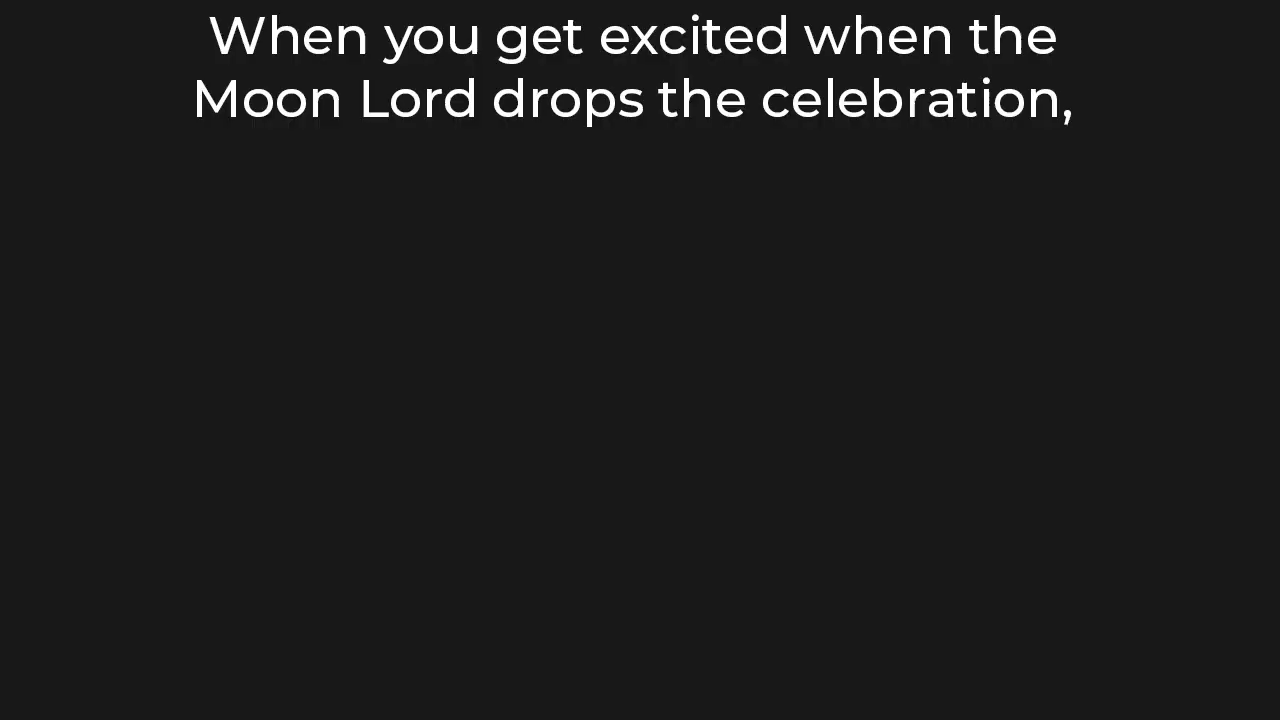 When you get excited when the
Moon Lord drops the celebration,